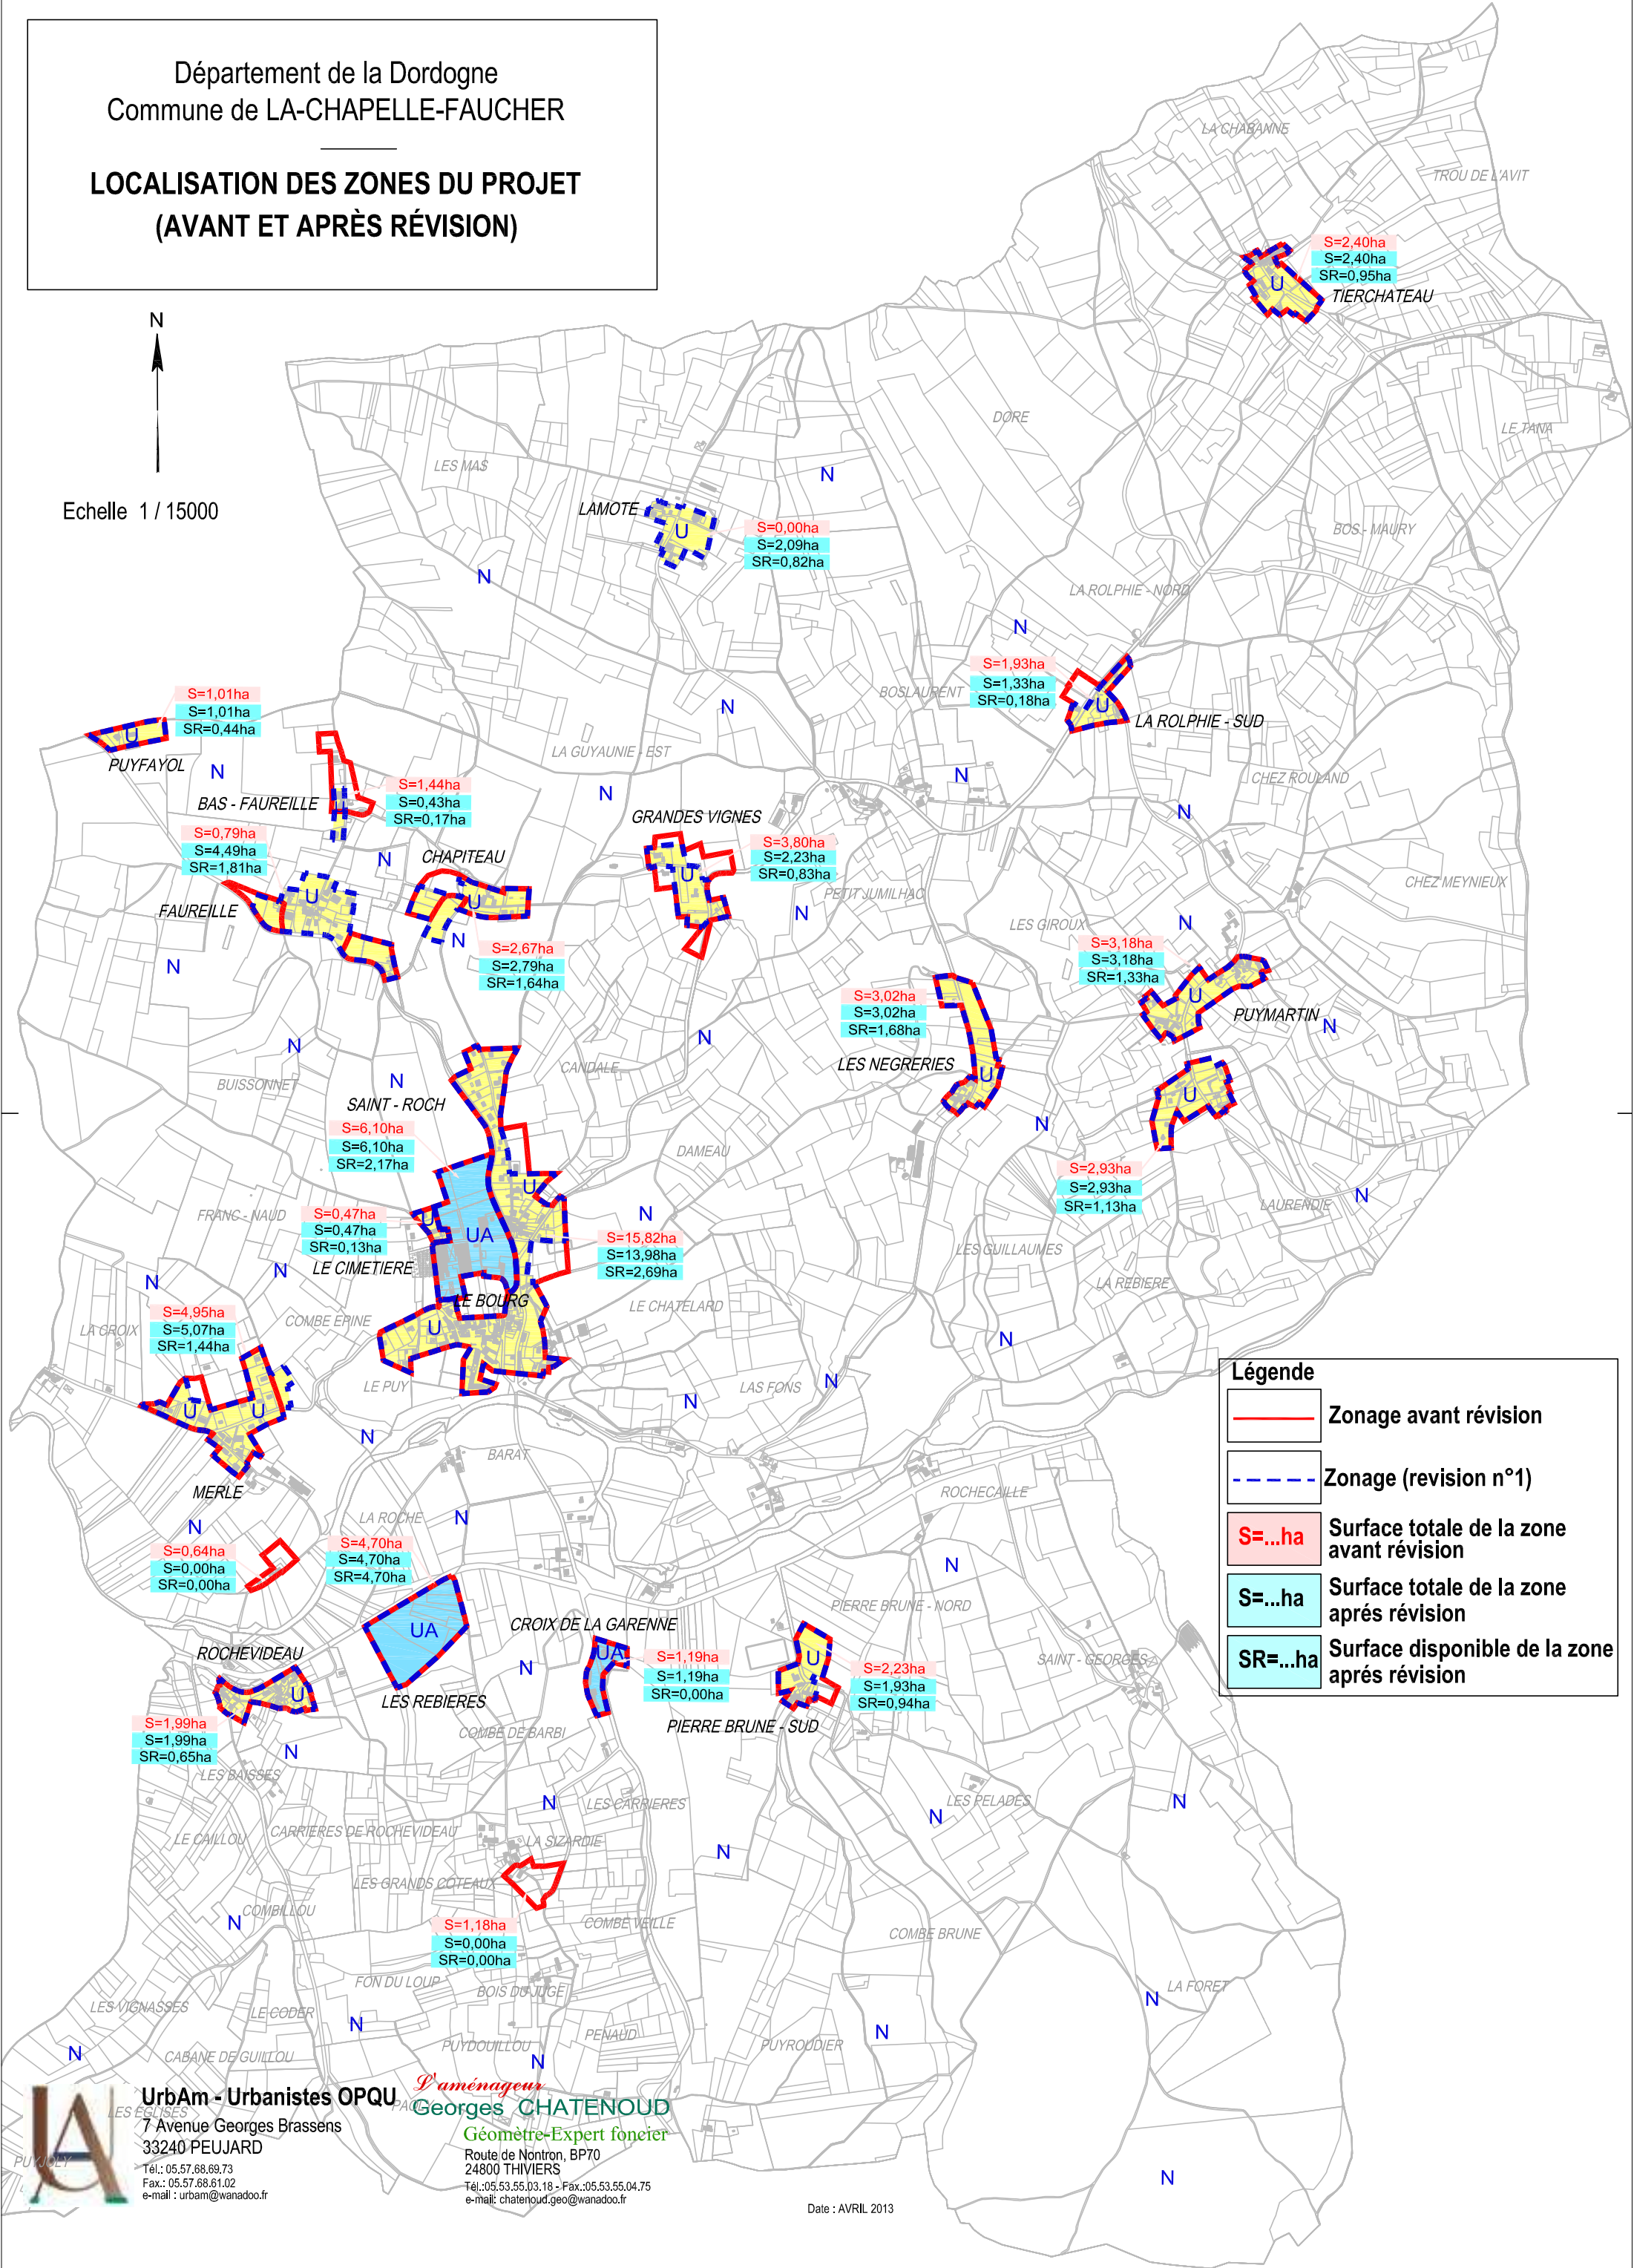 Département de la Dordogne
Commune de LA-CHAPELLE-FAUCHER
LOCALISATION DES ZONES DU PROJET
(AVANT ET APRÈS RÉVISION)
N
Echelle 1 / 15000
LA CHABANNE
TROU DE L'AVIT
S=2,40ha
S=2,40ha
SR=0,95ha
U
TIERCHATEAU
DORE
LE TANA
LES MAS
N
LAMOTE
U
S=0,00ha
S=2,09ha
SR=0,82ha
BOS - MAURY
N
LA ROLPHIE - NORD
N
S=1,93ha
S=1,33ha
SR=0,18ha
BOSLAURENT
U
LA ROLPHIE - SUD
S=1,01ha
S=1,01ha
SR=0,44ha
U
PUYFAYOL
N
N
LA GUYAUNIE - EST
N
N
CHEZ ROULAND
BAS - FAUREILLE
U
S=1,44ha
S=0,43ha
SR=0,17ha
N
GRANDES VIGNES
S=3,80ha
S=2,23ha
SR=0,83ha
U
S=0,79ha
S=4,49ha
SR=1,81ha
N
CHAPITEAU
U
FAUREILLE
U
N
N
PETIT JUMILHAC
N
CHEZ MEYNIEUX
LES GIROUX
N
S=2,67ha
S=2,79ha
SR=1,64ha
S=3,18ha
S=3,18ha
SR=1,33ha
U
PUYMARTIN
N
S=3,02ha
S=3,02ha
SR=1,68ha
LES NEGRERIES
U
N
N
BUISSONNET
N
CANDALE
SAINT - ROCH
U
S=6,10ha
S=6,10ha
SR=2,17ha
N
DAMEAU
S=2,93ha
S=2,93ha
SR=1,13ha
LAURENDIE
N
U
FRANC - NAUD
S=0,47ha
S=0,47ha
SR=0,13ha
U
UA
N
S=15,82ha
S=13,98ha
SR=2,69ha
LE CIMETIERE
N
N
LES GUILLAUMES
LA REBIERE
LE BOURG
LE CHATELARD
COMBE EPINE
U
N
LA CROIX
S=4,95ha
S=5,07ha
SR=1,44ha
LE PUY
LAS FONS
N
N
U
U
N
BARAT
MERLE
ROCHECAILLE
N
LA ROCHE
N
S=0,64ha
S=0,00ha
SR=0,00ha
S=4,70ha
S=4,70ha
SR=4,70ha
N
PIERRE BRUNE - NORD
CROIX DE LA GARENNE
UA
UA
S=1,19ha
S=1,19ha
SR=0,00ha
U
S=2,23ha
S=1,93ha
SR=0,94ha
SAINT - GEORGES
ROCHEVIDEAU
U
N
LES REBIERES
PIERRE BRUNE - SUD
COMBE DE BARBI
S=1,99ha
S=1,99ha
SR=0,65ha
N
LES BAISSES
N
LES CARRIERES
N
LES PELADES
N
LE CAILLOU
CARRIERES DE ROCHEVIDEAU
LA SIZARDIE
N
LES GRANDS COTEAUX
COMBILLOU
N
COMBE VEILLE
COMBE BRUNE
S=1,18ha
S=0,00ha
SR=0,00ha
FON DU LOUP
BOIS DU JUGE
LA FORET
N
LES VIGNASSES
LE CODER
N
N
PENAUD
PUYROUDIER
N
CABANE DE GUILLOU
PUYDOUILLOU
N
N
Légende
Zonage avant révision
Zonage (revision n°1)
S=...ha Surface totale de la zone
avant révision
S=...ha Surface totale de la zone
aprés révision
SR=...ha Surface disponible de la zone
aprés révision
UrbAm - Urbanistes OPQU
LES EGLISES
7 Avenue Georges Brassens
33240 PEUJARD
PUYJOLY
Tél.: 05.57.68.69.73
Fax.: 05.57.68.61.02
e-mail : urbam@wanadoo.fr
L'aménageur
Georges CHATENOUD
Géomètre-Expert foncier
Route de Nontron, BP70
24800 THIVIERS
Tél.:05.53.55.03.18 - Fax.:05.53.55.04.75
e-mail: chatenoud.geo@wanadoo.fr
Date : AVRIL 2013